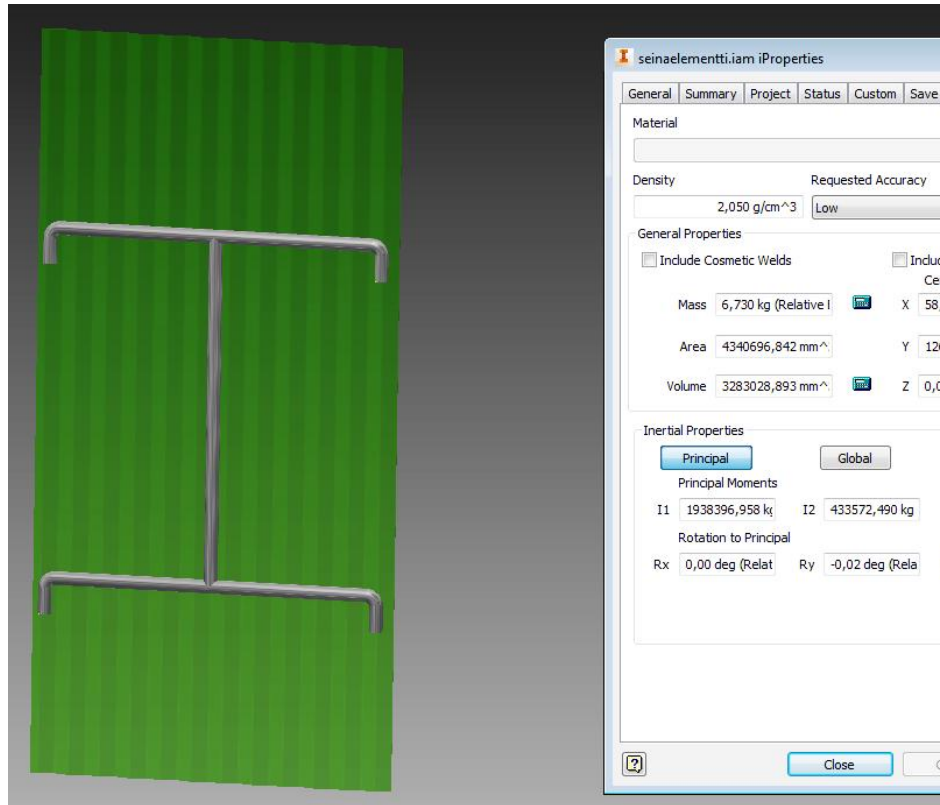 seinaelementti.iam iProperties
General Summary Project Status Custom Save
Material
Density Requested Accuracy
2,050 g/cm^3 Low
General Properties
Include Cosmetic Welds Includ
Ce
Mass 6,730 kg (Relative I X 58,
Area 4340696,842 mm^ Y 126
Volume 3283028,893 mm^ Z 0,0
Inertial Properties
Principal Global
Principal Moments
I1 1938396,958 kg I2 433572,490 kg
Rotation to Principal
Rx 0,00 deg (Relat Ry -0,02 deg (Rela
Close